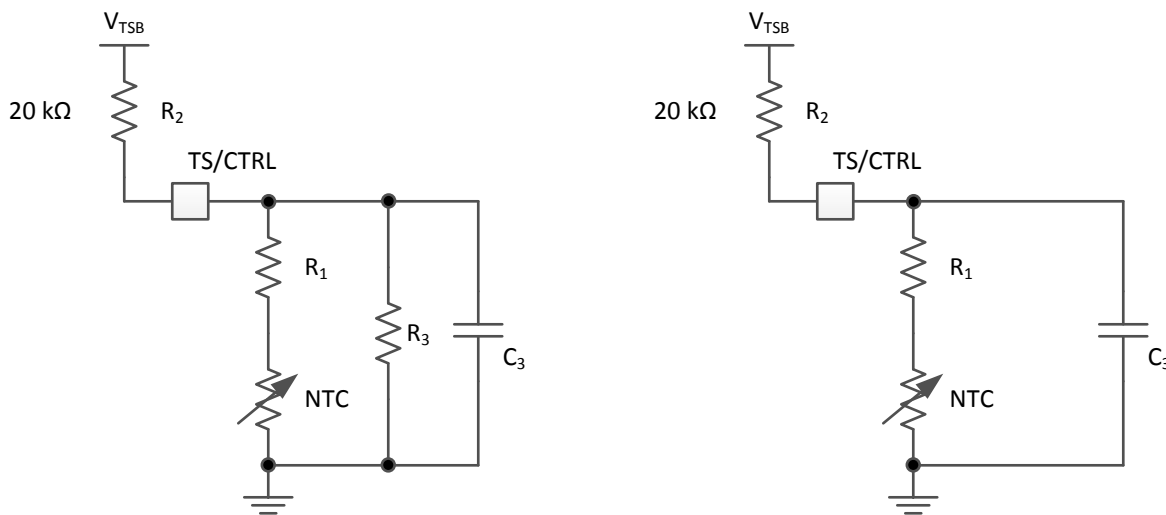 V_TSB
20 kΩ R₂
TS/CTRL
R₁
R₃
C₃
NTC
V_TSB
20 kΩ R₂
TS/CTRL
R₁
C₃
NTC